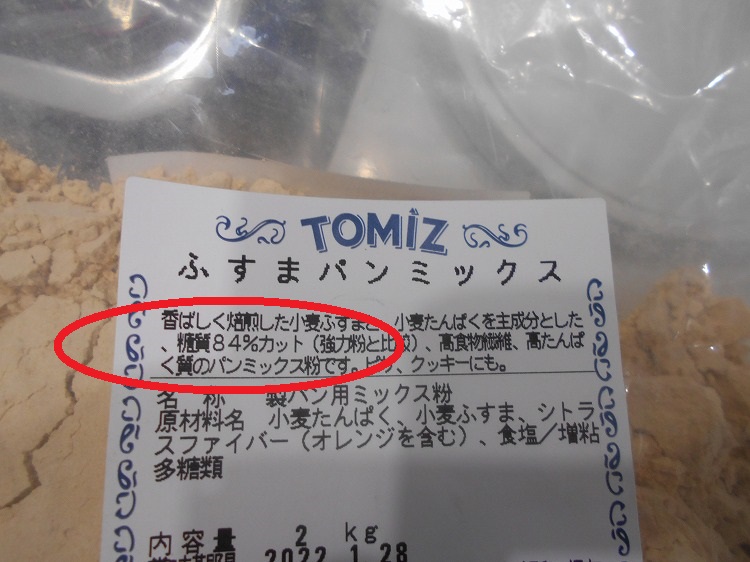 TOMIZ
ふすまパンミックス
香ばしく焙煎した小麦ふすまと、小麦たんぱくを主成分とした
、糖質84%カット（強力粉と比較）、高食物繊維、高たんぱ
く質のパンミックス粉です。ピザ、クッキーにも。
名 称 製パン用ミックス粉
原材料名 小麦たんぱく、小麦ふすま、シトラ
スファイバー（オレンジを含む）、食塩／増粘
多糖類
内容量 2 kg
2022. 1.28